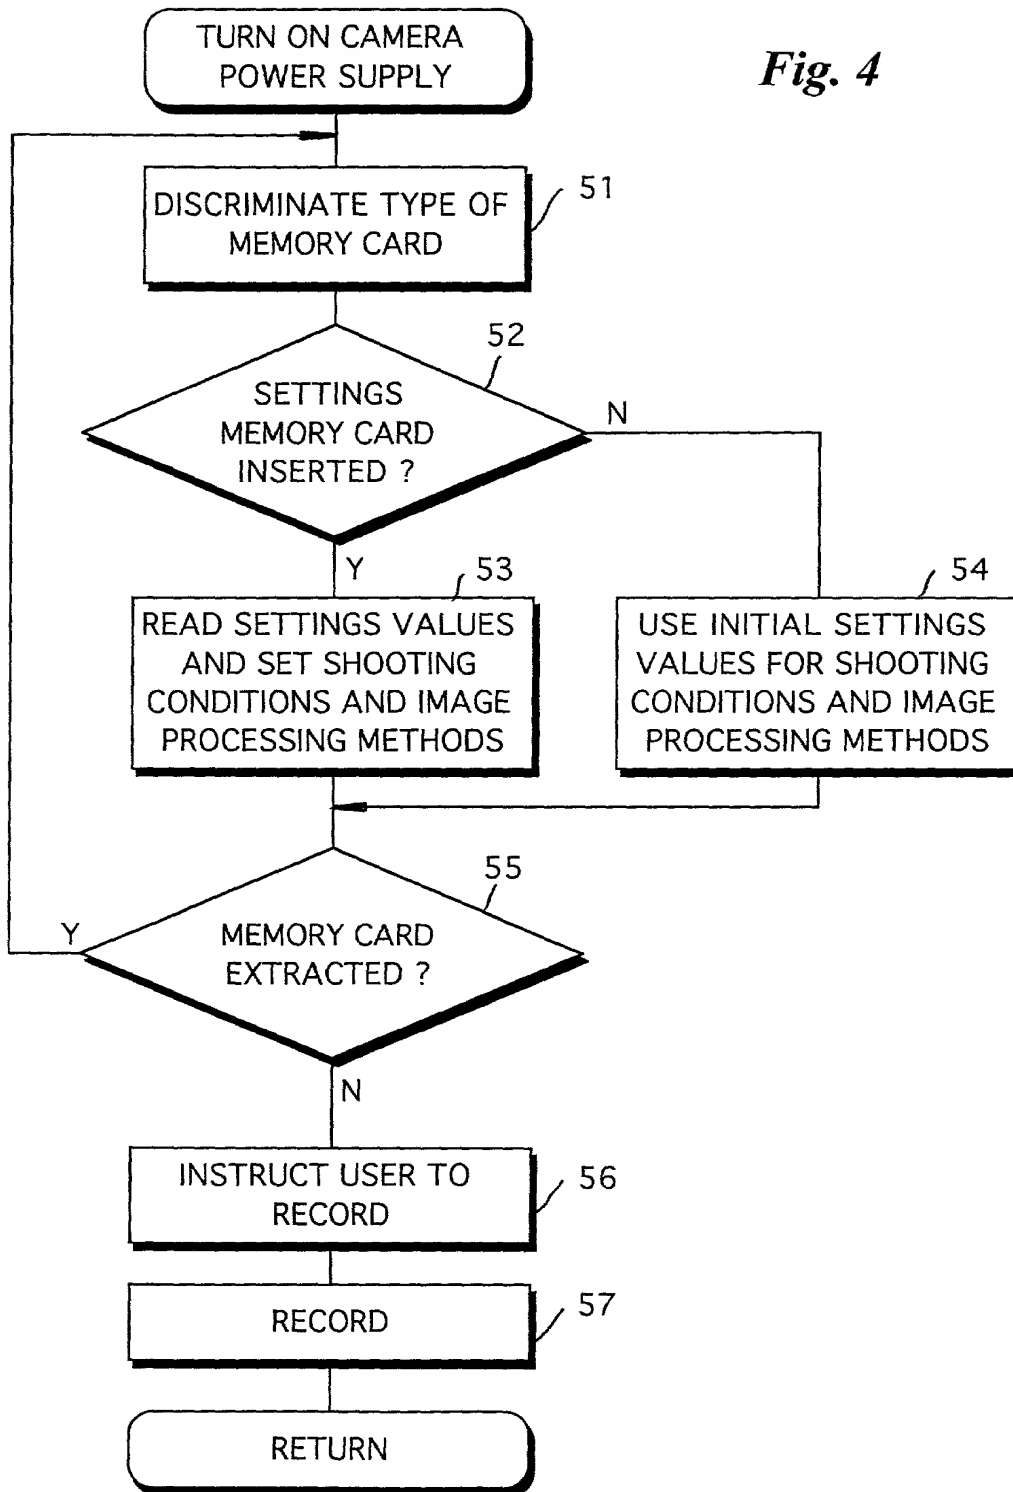 TURN ON CAMERA
POWER SUPPLY
Fig. 4
DISCRIMINATE TYPE OF
MEMORY CARD
51
SETTINGS
MEMORY CARD
INSERTED ?
52
N
Y
READ SETTINGS VALUES
AND SET SHOOTING
CONDITIONS AND IMAGE
PROCESSING METHODS
53
USE INITIAL SETTINGS
VALUES FOR SHOOTING
CONDITIONS AND IMAGE
PROCESSING METHODS
54
MEMORY CARD
EXTRACTED ?
55
Y
N
INSTRUCT USER TO
RECORD
56
RECORD
57
RETURN